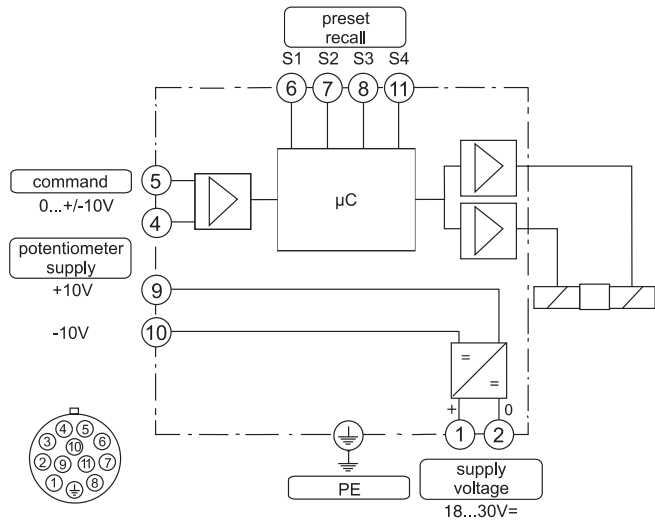 preset
recall
S1 S2 S3 S4
6 7 8 11
command
0...+/-10V
5
4
µC
potentiometer
supply
+10V
9
-10V
10
=
=
+ 0
1 2
PE
supply
voltage
18...30V=
4 5
3 10 6
2 9 11 7
1 8